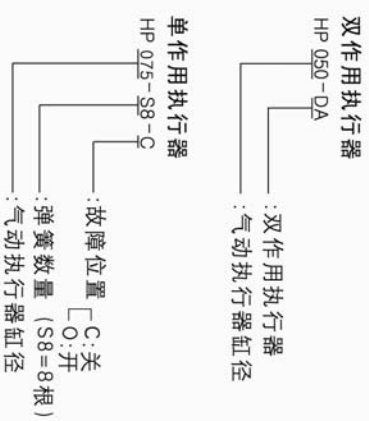 双作用执行器
HP 050-DA
:双作用执行器
:气动执行器缸径
单作用执行器
HP 075-S8-C
:故障位置
C:关
O:开
:弹簧数量 (S8=8根)
:气动执行器缸径